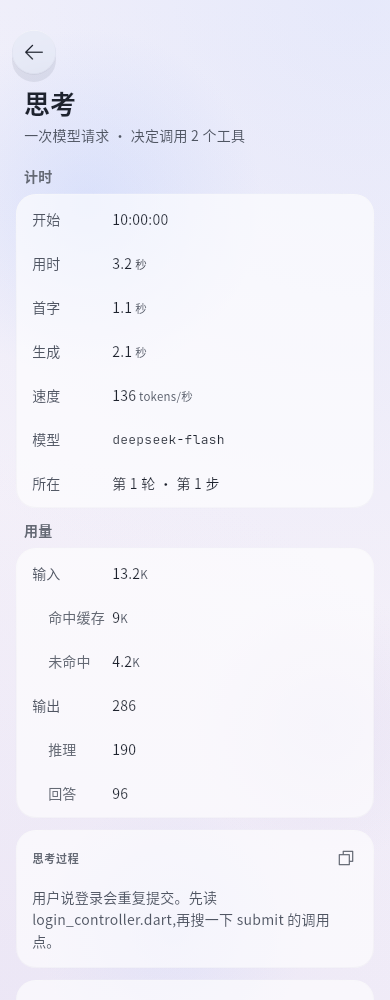 思考
一次模型请求 · 决定调用 2 个工具
计时
开始 10:00:00
用时 3.2 秒
首字 1.1 秒
生成 2.1 秒
速度 136 tokens/秒
模型 deepseek-flash
所在 第 1 轮 · 第 1 步
用量
输入 13.2K
命中缓存 9K
未命中 4.2K
输出 286
推理 190
回答 96
思考过程
用户说登录会重复提交。先读
login_controller.dart,再搜一下 submit 的调用
点。